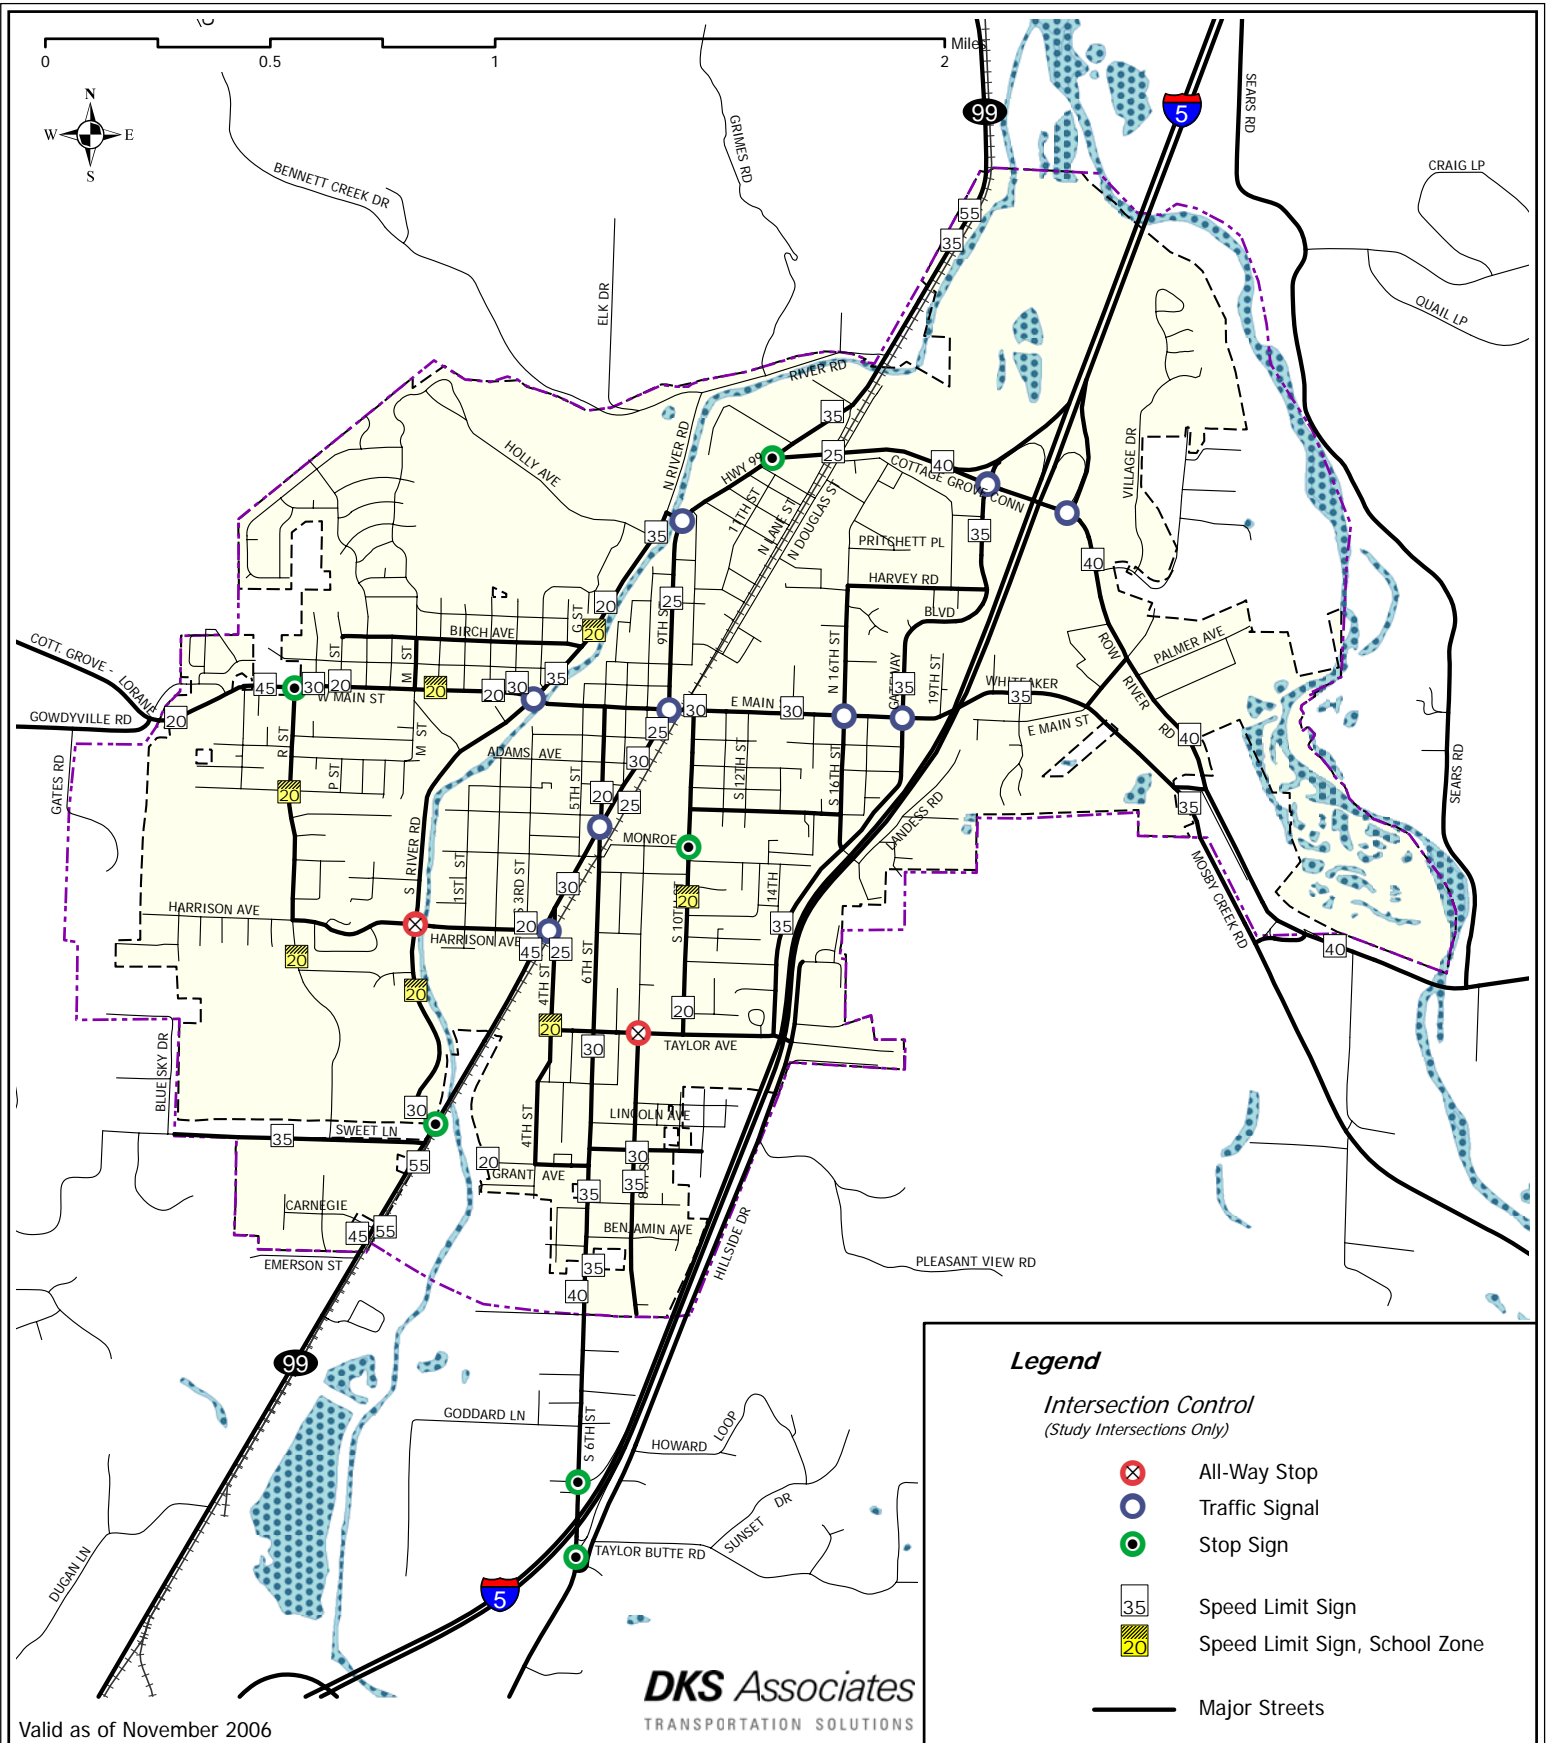 0
0.5
1
2
Miles
N
W
E
S
99
5
SEARS RD
CRAIG LP
QUAIL LP
BENNETT CREEK DR
GRIMES RD
ELK DR
55
35
RIVER RD
35
HOLLY AVE
N RIVER RD
HWY 99
25
40
COTTAGE GROVE CONN
VILLAGE DR
11TH ST
N LANE ST
N DOUGLAS ST
35
35
PRITCHETT PL
40
HARVEY RD
BLVD
20
25
9TH ST
G ST
20
BIRCH AVE
ST
M ST
N 16TH ST
GATEWAY
19TH ST
ROW
RIVER
RD
PALMER AVE
COTT. GROVE -
LORANE
GOWDYVILLE RD
20
45
30
20
W MAIN ST
20
20
30
35
30
E MAIN
30
35
WHITEAKER
35
E MAIN ST
40
25
R ST
P ST
M ST
ADAMS AVE
30
S 12TH ST
S 16TH ST
GATES RD
20
5TH ST
20
25
35
SEARS RD
LANDESS RD
MONROE
S RIVER RD
1ST ST
S 3RD ST
30
20
14TH
MOSBY CREEK RD
HARRISON AVE
HARRISON AVE
20
S 10TH
35
40
20
45
25
6TH ST
4TH ST
20
20
20
30
TAYLOR AVE
BLUE SKY DR
30
LINCOLN AVE
4TH ST
35
SWEET LN
55
20
GRANT AVE
30
35
35
CARNEGIE
45
55
BENJAMIN AVE
HILLSIDE DR
EMERSON ST
35
40
PLEASANT VIEW RD
99
GODDARD LN
S 6TH ST
HOWARD
LOOP
SUNSET
DR
TAYLOR BUTTE RD
DUGAN LN
5
Legend
Intersection Control
(Study Intersections Only)
All-Way Stop
Traffic Signal
Stop Sign
35
Speed Limit Sign
20
Speed Limit Sign, School Zone
Major Streets
DKS Associates
TRANSPORTATION SOLUTIONS
Valid as of November 2006